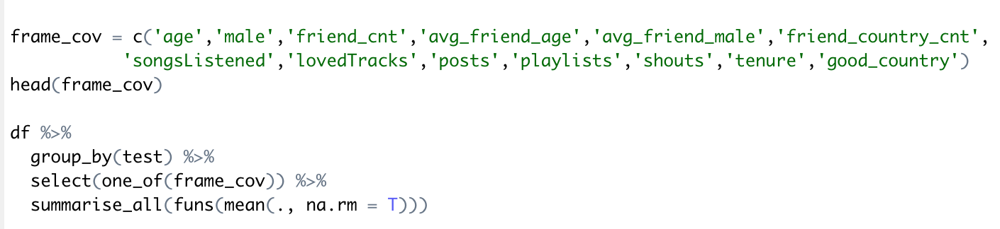 frame_cov = c('age','male','friend_cnt','avg_friend_age','avg_friend_male','friend_country_cnt',
'songsListened','lovedTracks','posts','playlists','shouts','tenure','good_country')
head(frame_cov)
df %>%
group_by(test) %>%
select(one_of(frame_cov)) %>%
summarise_all(funs(mean(., na.rm = T)))